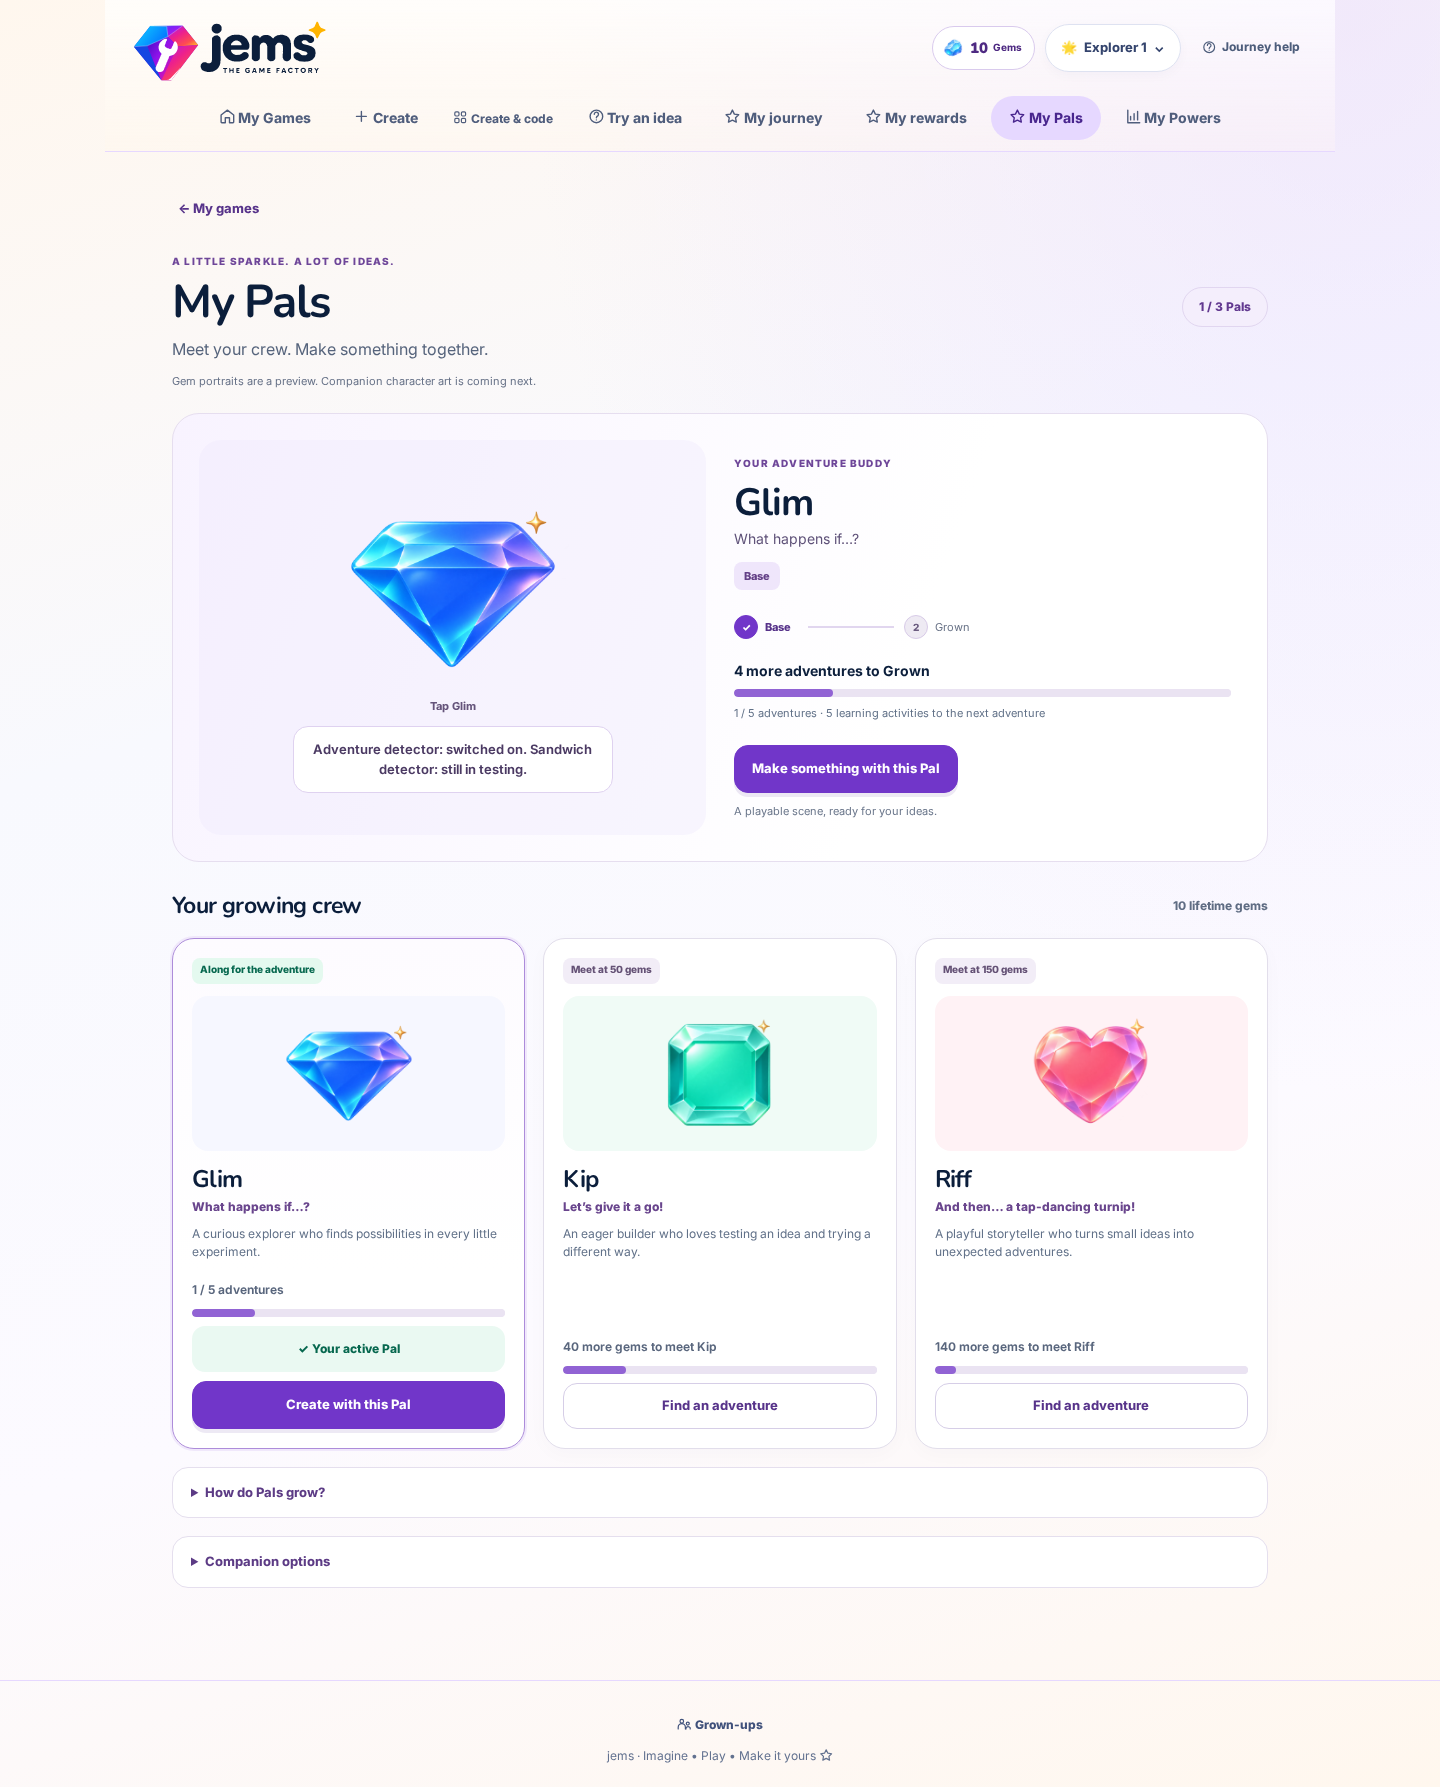 jems
THE GAME FACTORY
10 Gems
Explorer 1
Journey help
My Games
Create
Create & code
Try an idea
My journey
My rewards
My Pals
My Powers
← My games
A LITTLE SPARKLE. A LOT OF IDEAS.
My Pals
1 / 3 Pals
Meet your crew. Make something together.
Gem portraits are a preview. Companion character art is coming next.
Tap Glim
Adventure detector: switched on. Sandwich
detector: still in testing.
YOUR ADVENTURE BUDDY
Glim
What happens if…?
Base
✓ Base
2 Grown
4 more adventures to Grown
1 / 5 adventures · 5 learning activities to the next adventure
Make something with this Pal
A playable scene, ready for your ideas.
Your growing crew
10 lifetime gems
Along for the adventure
Glim
What happens if…?
A curious explorer who finds possibilities in every little
experiment.
1 / 5 adventures
✓ Your active Pal
Create with this Pal
Meet at 50 gems
Kip
Let’s give it a go!
An eager builder who loves testing an idea and trying a
different way.
40 more gems to meet Kip
Find an adventure
Meet at 150 gems
Riff
And then… a tap-dancing turnip!
A playful storyteller who turns small ideas into
unexpected adventures.
140 more gems to meet Riff
Find an adventure
How do Pals grow?
Companion options
Grown-ups
jems · Imagine • Play • Make it yours